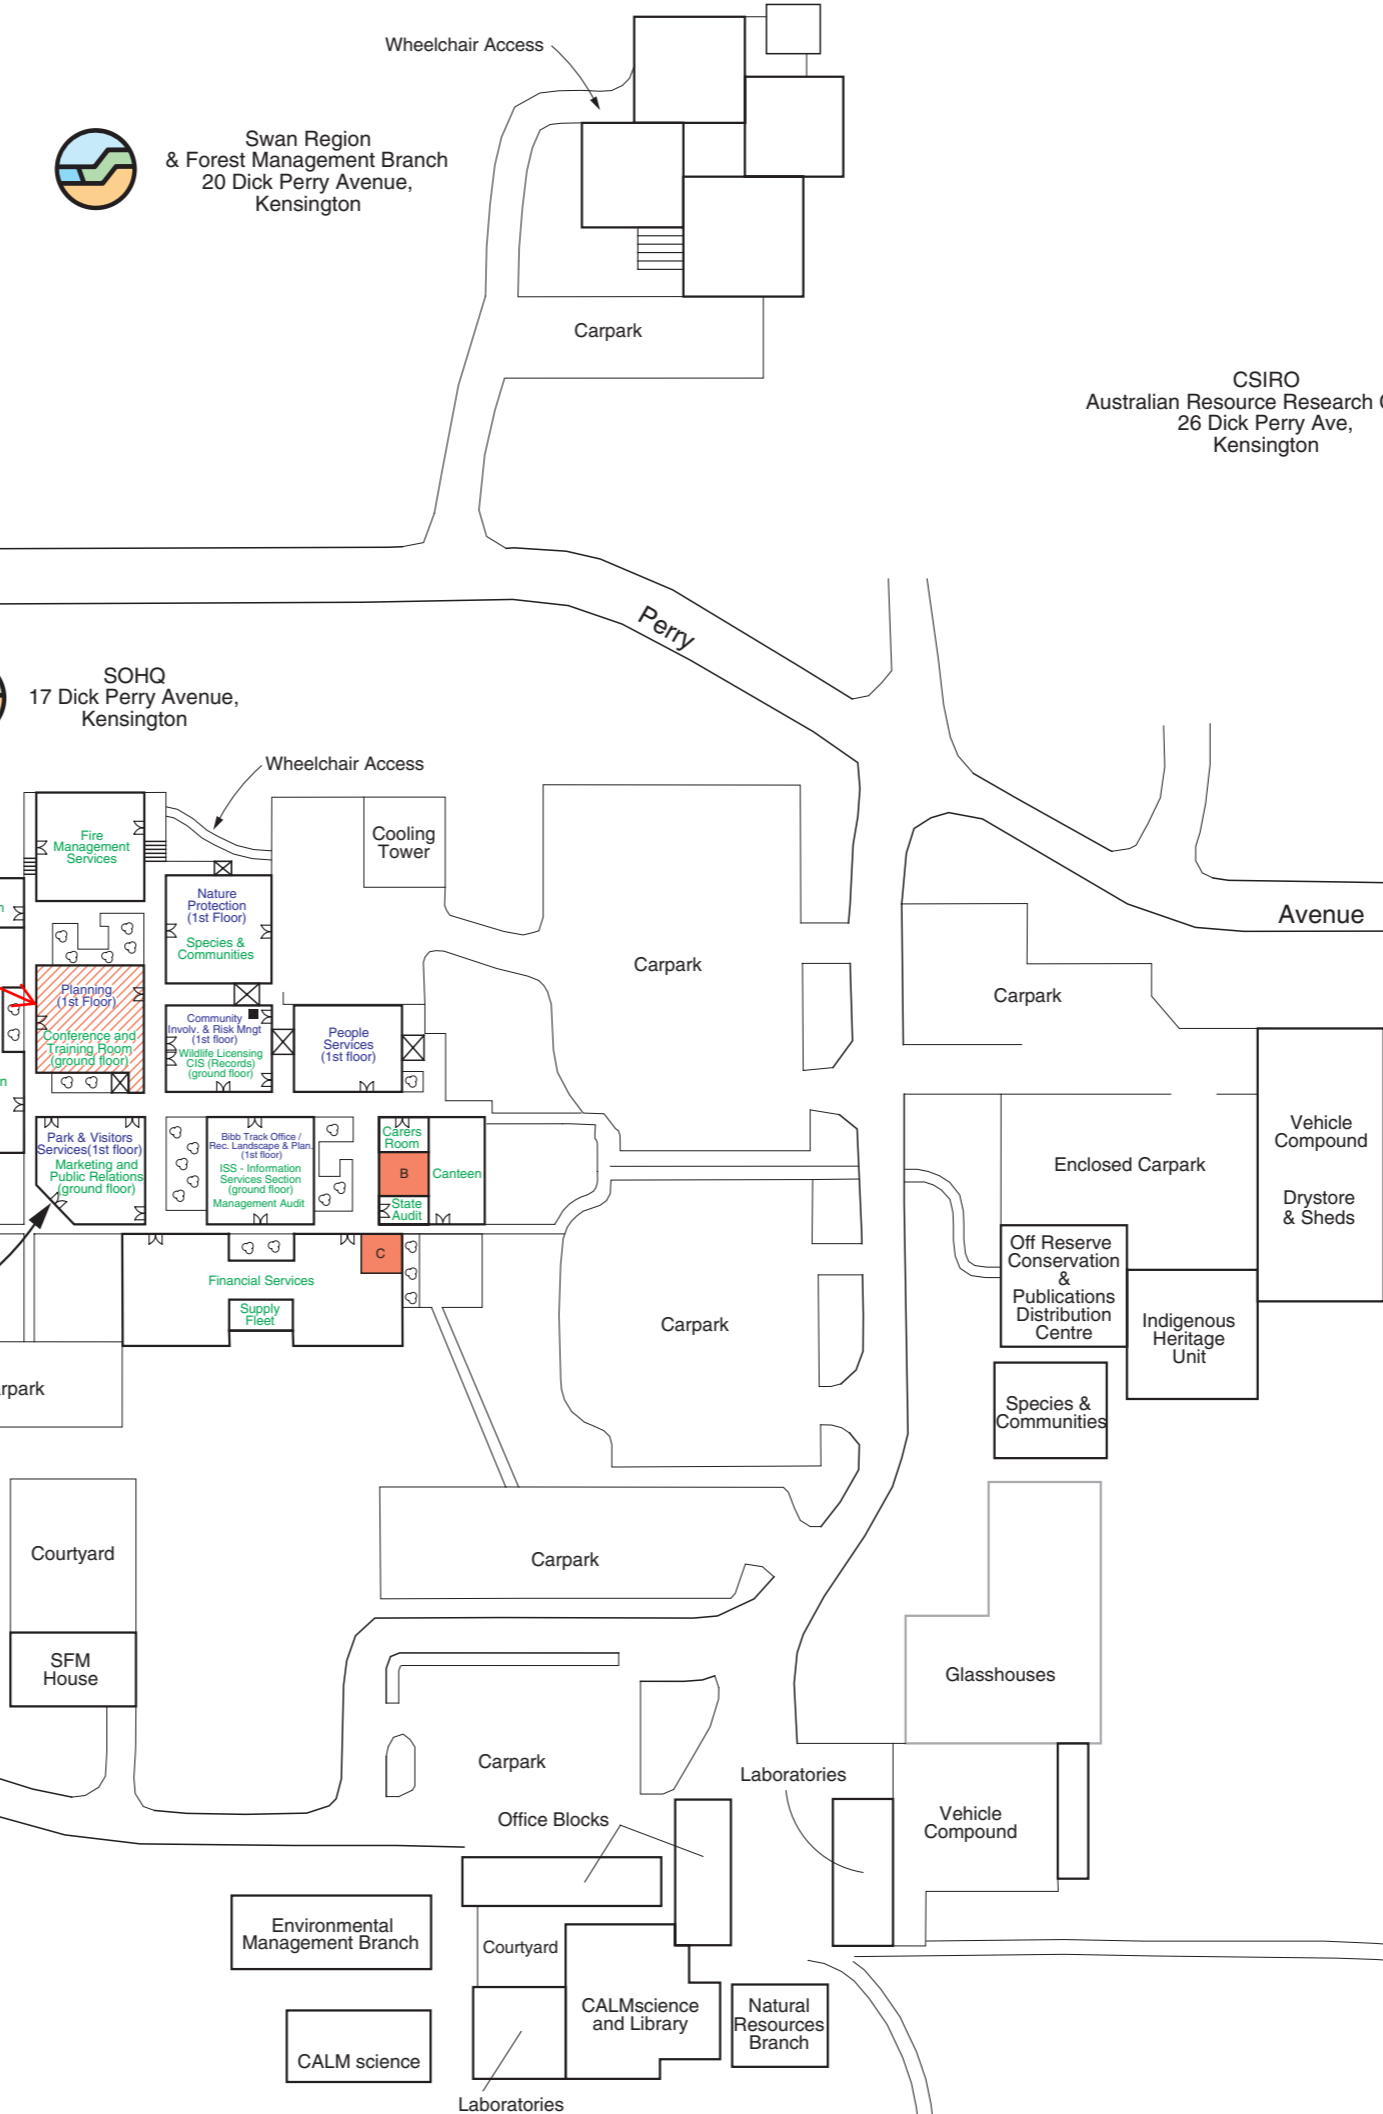 Wheelchair Access
Swan Region
& Forest Management Branch
20 Dick Perry Avenue,
Kensington
Carpark
CSIRO
Australian Resource Research
26 Dick Perry Ave,
Kensington
Perry
SOHQ
17 Dick Perry Avenue,
Kensington
Wheelchair Access
Fire
Management
Services
Cooling
Tower
Nature
Protection
(1st Floor)
Species &
Communities
Avenue
Carpark
Carpark
Planning
(1st Floor)
Conference and
Training Room
(ground floor)
Community
Involv. & Risk Mngt
(1st floor)
Wildlife Licensing
CIS (Records)
(ground floor)
People
Services
(1st floor)
Park & Visitors
Services(1st floor)
Marketing and
Public Relations
(ground floor)
Bibb Track Office /
Rec. Landscape & Plan.
(1st floor)
ISS - Information
Services Section
(ground floor)
Management Audit
Carers
Room
B
Canteen
State
Audit
Vehicle
Compound
Drystore
& Sheds
Enclosed Carpark
C
Financial Services
Supply
Fleet
Carpark
Off Reserve
Conservation
&
Publications
Distribution
Centre
Indigenous
Heritage
Unit
Species &
Communities
Courtyard
Carpark
SFM
House
Glasshouses
Carpark
Laboratories
Office Blocks
Vehicle
Compound
Environmental
Management Branch
Courtyard
CALMscience
and Library
Natural
Resources
Branch
CALM science
Laboratories